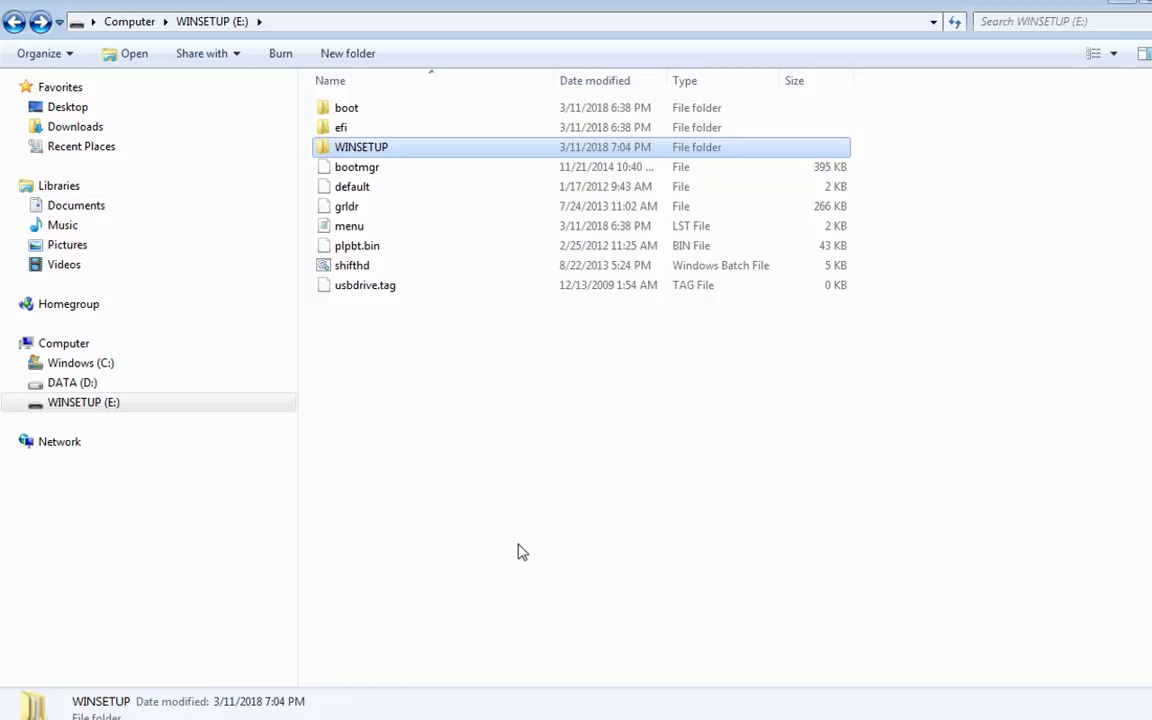 Computer WINSETUP (E:) Search WINSETUP (E:)
Organize Open Share with Burn New folder
Favorites
Desktop
Downloads
Recent Places
Libraries
Documents
Music
Pictures
Videos
Homegroup
Computer
Windows (C:)
DATA (D:)
WINSETUP (E:)
Network
Name Date modified Type Size
boot 3/11/2018 6:38 PM File folder
efi 3/11/2018 6:38 PM File folder
WINSETUP 3/11/2018 7:04 PM File folder
bootmgr 11/21/2014 10:40 ... File 395 KB
default 1/17/2012 9:43 AM File 2 KB
grldr 7/24/2013 11:02 AM File 266 KB
menu 3/11/2018 6:38 PM LST File 2 KB
plpbt.bin 2/25/2012 11:25 AM BIN File 43 KB
shifthd 8/22/2013 5:24 PM Windows Batch File 5 KB
usbdrive.tag 12/13/2009 1:54 AM TAG File 0 KB
WINSETUP Date modified: 3/11/2018 7:04 PM
File folder